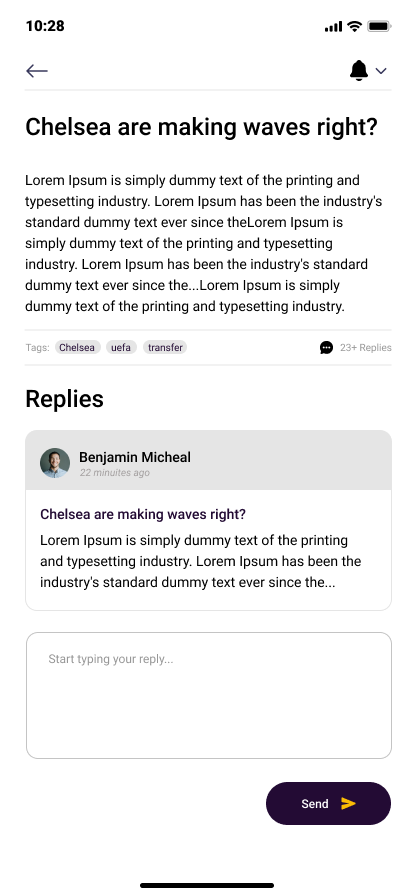 10:28
Chelsea are making waves right?
Lorem Ipsum is simply dummy text of the printing and
typesetting industry. Lorem Ipsum has been the industry's
standard dummy text ever since theLorem Ipsum is
simply dummy text of the printing and typesetting
industry. Lorem Ipsum has been the industry's standard
dummy text ever since the...Lorem Ipsum is simply
dummy text of the printing and typesetting industry.
Tags: Chelsea uefa transfer 23+ Replies
Replies
Benjamin Micheal
22 minuites ago
Chelsea are making waves right?
Lorem Ipsum is simply dummy text of the printing
and typesetting industry. Lorem Ipsum has been the
industry's standard dummy text ever since the...
Start typing your reply...
Send